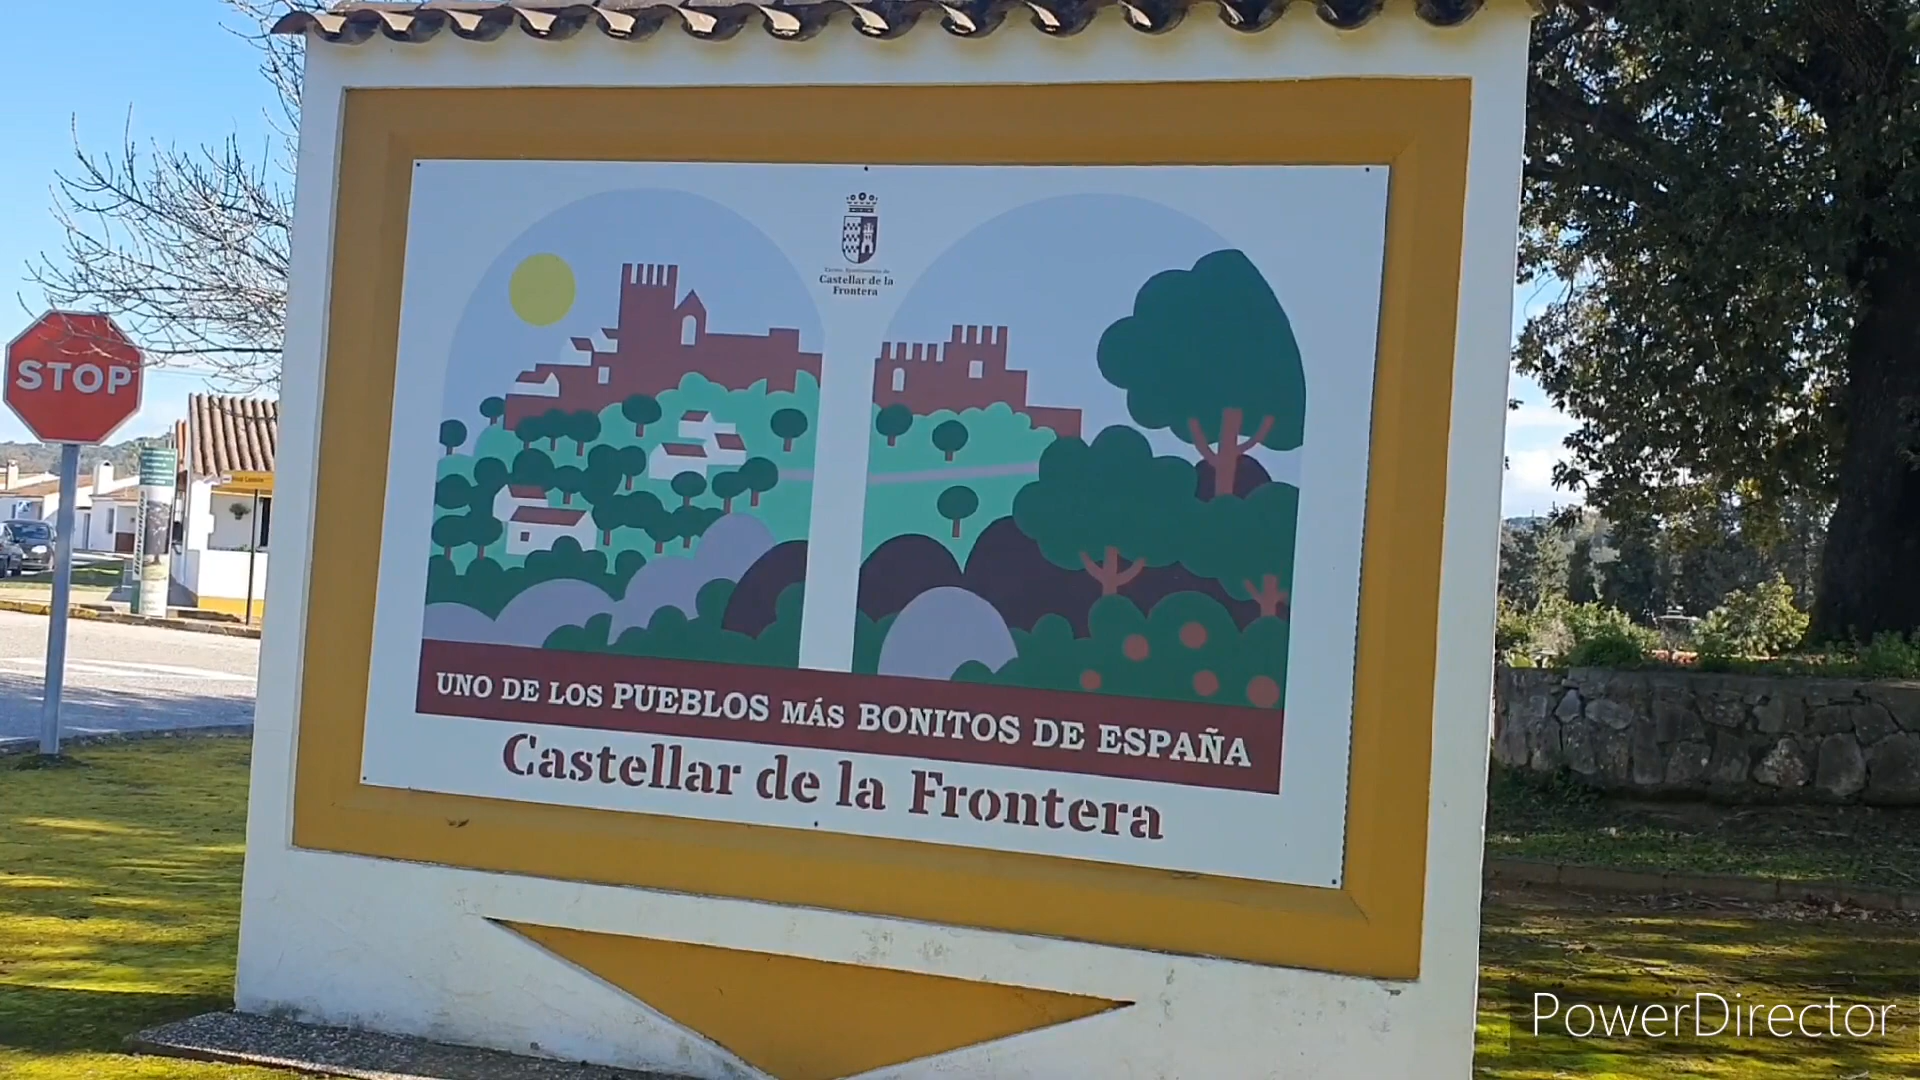 STOP
Castellar de la
Frontera
UNO DE LOS PUEBLOS MÁS BONITOS DE ESPAÑA
Castellar de la Frontera
PowerDirector